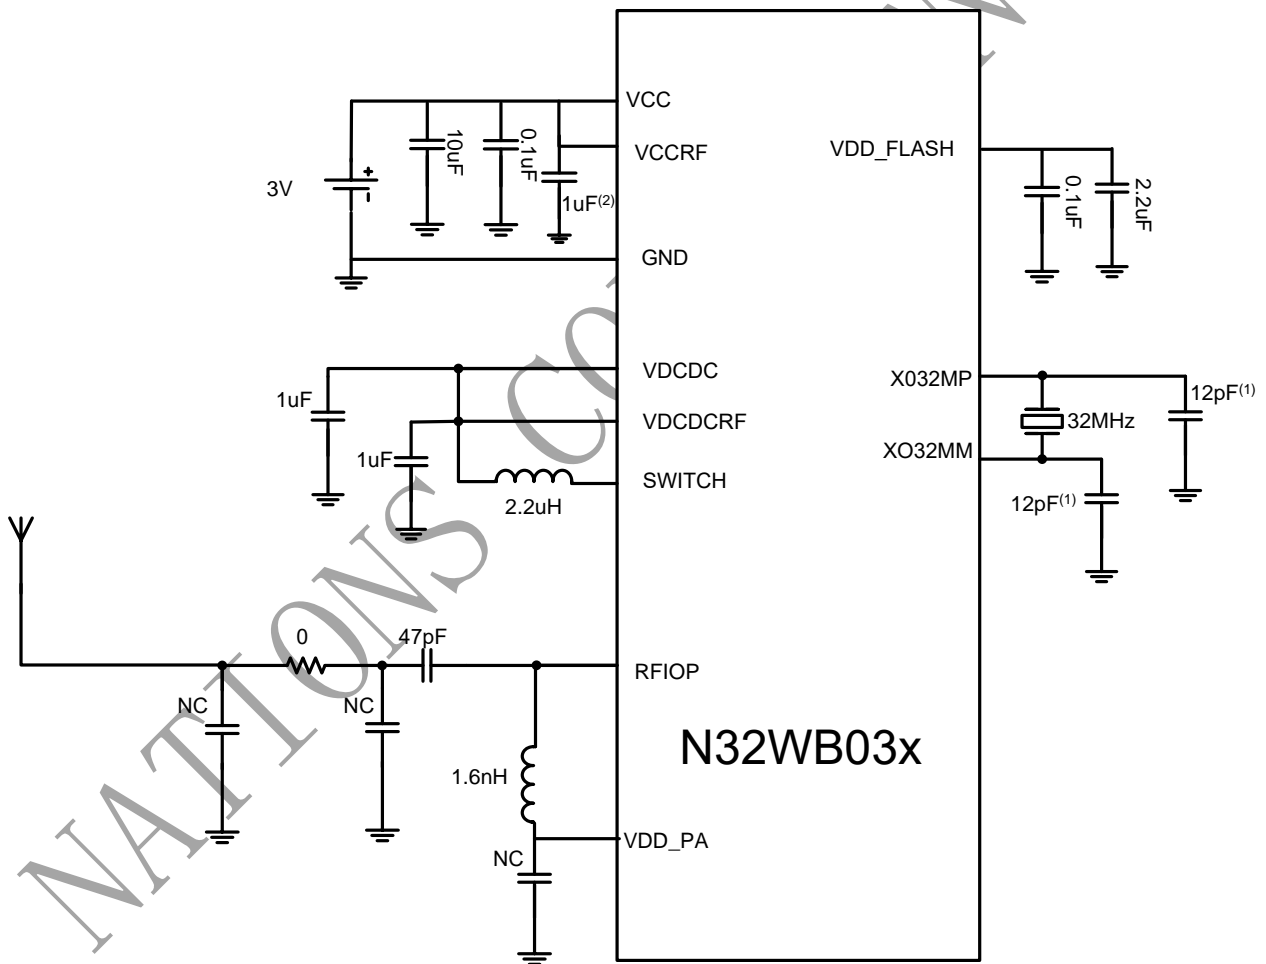 VCC
10uF
0.1uF
VCCRF
VDD_FLASH
3V
+
1uF(2)
0.1uF
2.2uF
GND
VDCDC
X032MP
1uF
12pF(1)
VDCDCRF
32MHz
1uF
XO32MM
SWITCH
2.2uH
12pF(1)
0
47pF
RFIOP
NC
NC
N32WB03x
1.6nH
VDD_PA
NC
NATIONS